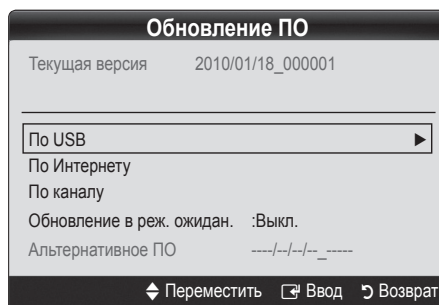 Обновление ПО
Текущая версия 2010/01/18_000001
По USB ▶
По Интернету
По каналу
Обновление в реж. ожидан. :Выкл.
Альтернативное ПО ----/--/--/--_-----
Переместить Ввод Возврат